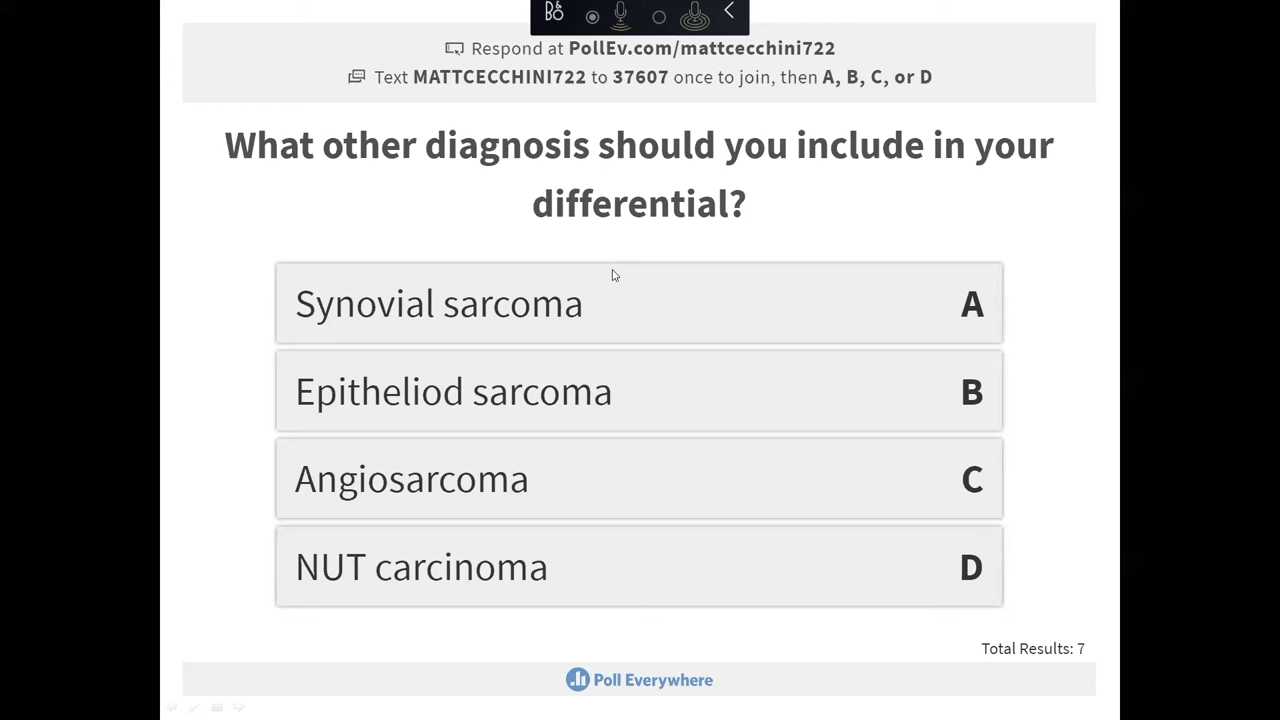 B&O
Respond at PollEv.com/mattcecchini722
Text MATTCECCHINI722 to 37607 once to join, then A, B, C, or D
What other diagnosis should you include in your
differential?
Synovial sarcoma A
Epitheliod sarcoma B
Angiosarcoma C
NUT carcinoma D
Total Results: 7
Poll Everywhere